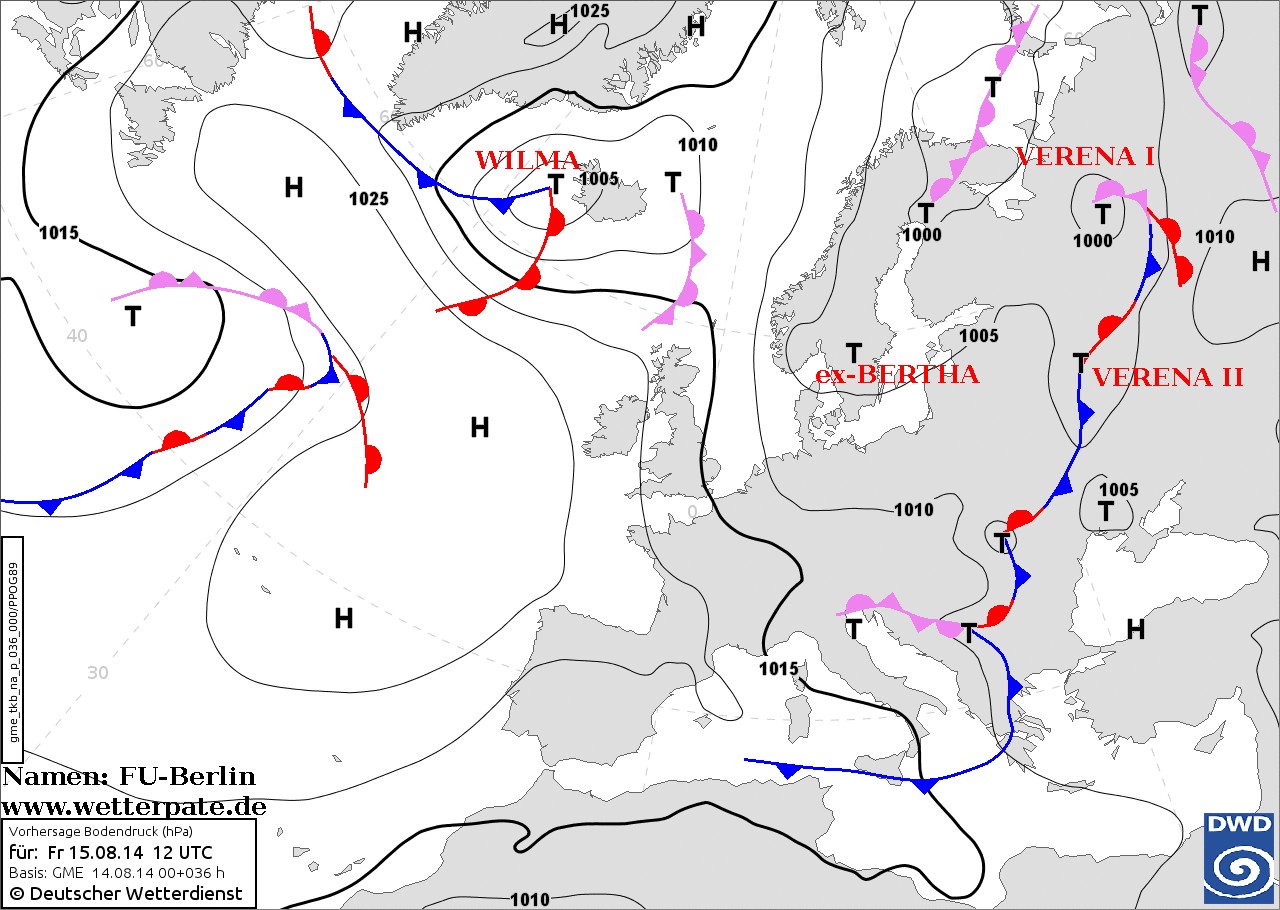 1025
H
H
H
T
60
60
60
T
1010
WILMA
VERENA I
T
1005
T
H
1025
T
T
1015
1000
1000
1010
H
T
40
1005
T
T
ex-BERTHA
VERENA II
H
1005
T
1010
0
T
H
T
T
H
1015
30
gme_tkb_na_p_036_000/PPOG89
Namen: FU-Berlin
www.wetterpate.de
Vorhersage Bodendruck (hPa)
für: Fr 15.08.14 12 UTC
Basis: GME 14.08.14 00+036 h
© Deutscher Wetterdienst
1010
DWD